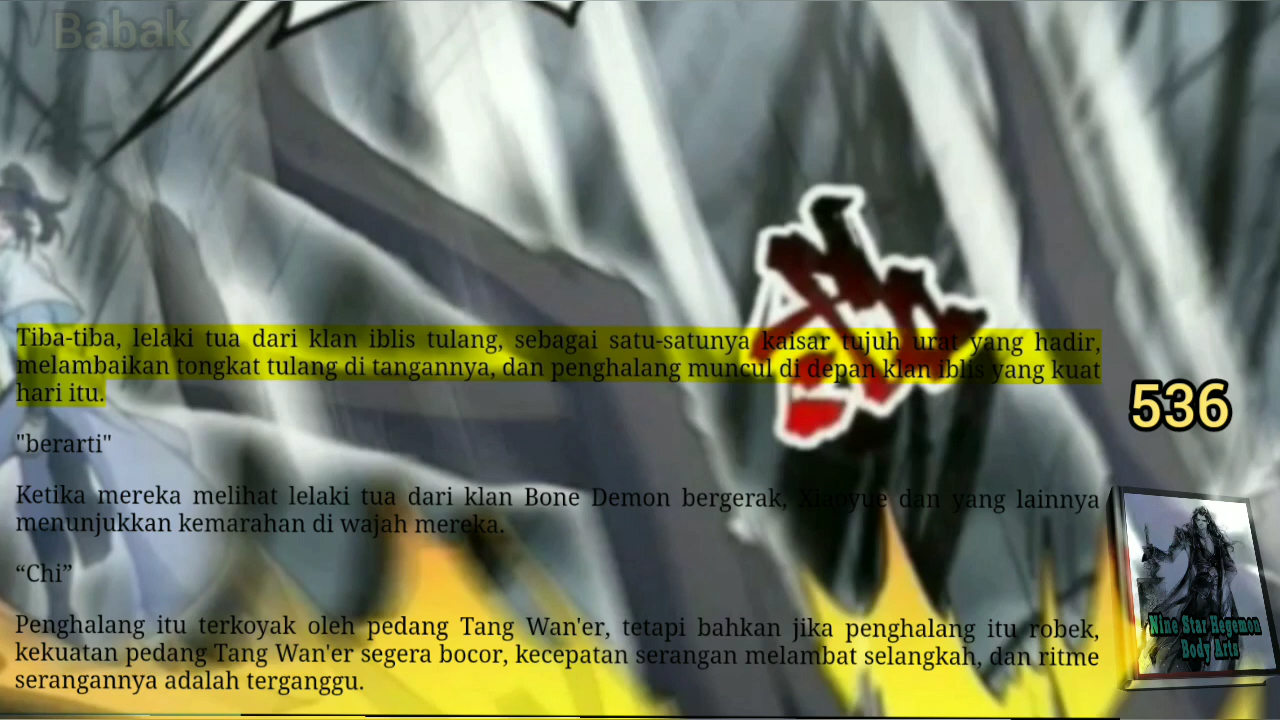 Babak
Tiba-tiba, lelaki tua dari klan iblis tulang, sebagai satu-satunya kaisar tujuh urat yang hadir,
melambaikan tongkat tulang di tangannya, dan penghalang muncul di depan klan iblis yang kuat
hari itu.
536
"berarti"
Ketika mereka melihat lelaki tua dari klan Bone Demon bergerak, Xiaoyue dan yang lainnya
menunjukkan kemarahan di wajah mereka.
“Chi”
Penghalang itu terkoyak oleh pedang Tang Wan'er, tetapi bahkan jika penghalang itu robek,
kekuatan pedang Tang Wan'er segera bocor, kecepatan serangan melambat selangkah, dan ritme
serangannya adalah terganggu.
Nine Star Hegemon
Body Arts